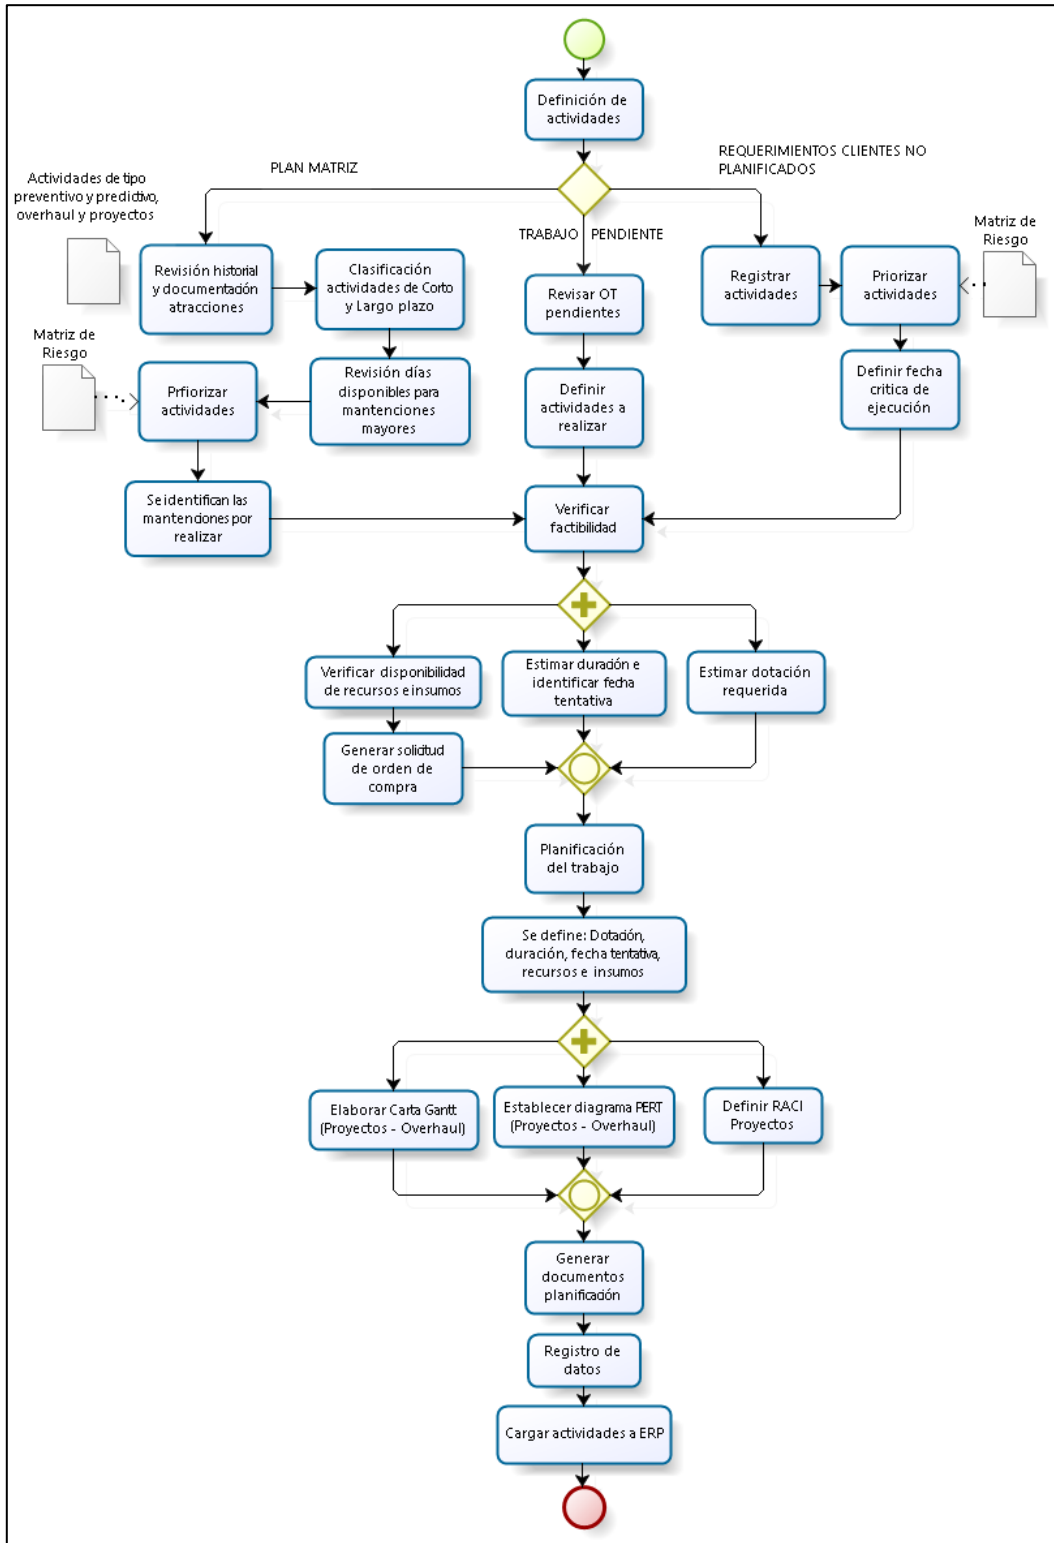 Definición de
actividades
PLAN MATRIZ
REQUERIMIENTOS CLIENTES NO
PLANIFICADOS
TRABAJO PENDIENTE
Actividades de tipo
preventivo y predictivo,
overhaul y proyectos
Revisión historial
y documentación
atracciones
Clasificación
actividades de Corto
y Largo plazo
Matriz de
Riesgo
Prfiorizar
actividades
Revisión días
disponibles para
mantenciones
mayores
Se identifican las
mantenciones por
realizar
Revisar OT
pendientes
Definir
actividades a
realizar
Registrar
actividades
Priorizar
actividades
Matriz de
Riesgo
Definir fecha
critica de
ejecución
Verificar
factibilidad
Verificar disponibilidad
de recursos e insumos
Estimar duración e
identificar fecha
tentativa
Estimar dotación
requerida
Generar solicitud
de orden de
compra
Planificación
del trabajo
Se define: Dotación,
duración, fecha tentativa,
recursos e insumos
Elaborar Carta Gantt
(Proyectos - Overhaul)
Establecer diagrama PERT
(Proyectos - Overhaul)
Definir RACI
Proyectos
Generar
documentos
planificación
Registro de
datos
Cargar actividades a ERP